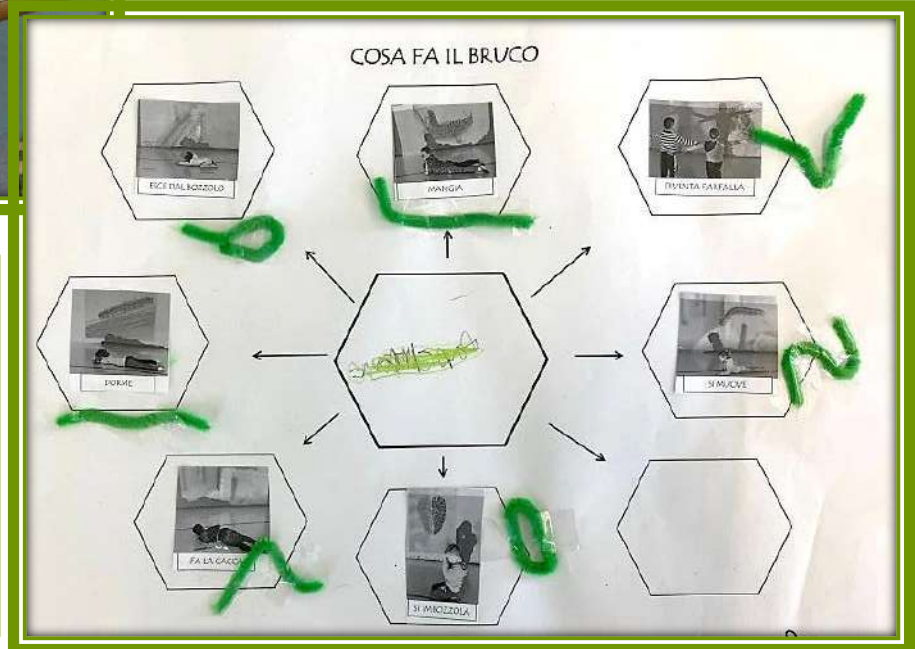 COSA FA IL BRUCO
ESCE DAL BOZZOLO
MANGIA
DIVENTA FARFALLA
DORME
SI MUOVE
FA LA CACCA
SI IMBOZZOLA